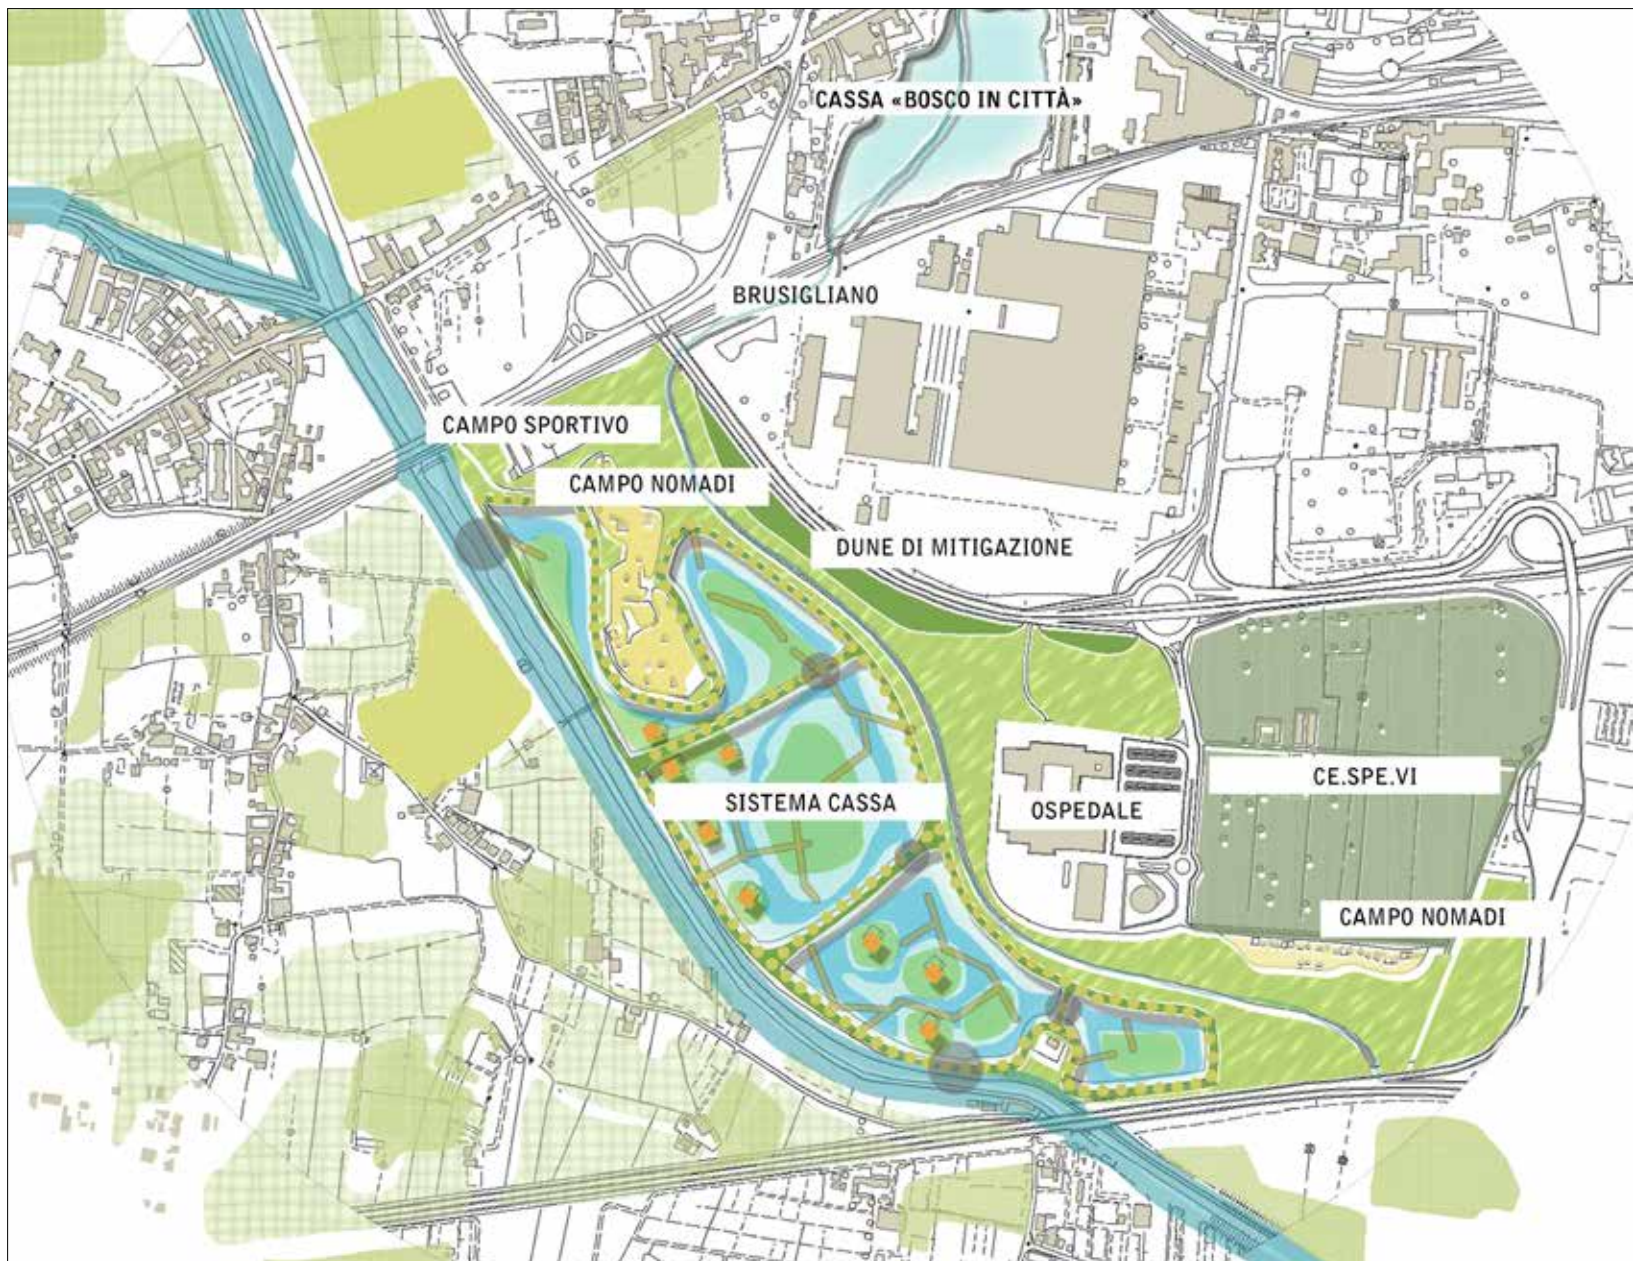 CASSA «BOSCO IN CITTÀ»
BRUSIGLIANO
CAMPO SPORTIVO
CAMPO NOMADI
DUNE DI MITIGAZIONE
SISTEMA CASSA
OSPEDALE
CE.SPE.VI
CAMPO NOMADI